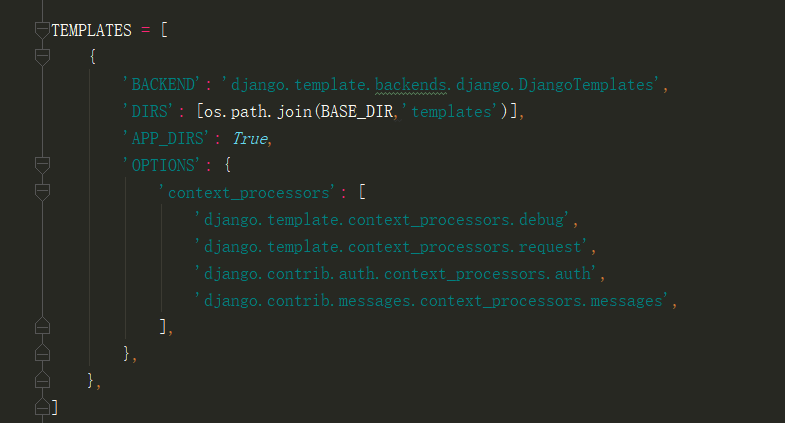 TEMPLATES = [
    {
        'BACKEND': 'django.template.backends.django.DjangoTemplates',
        'DIRS': [os.path.join(BASE_DIR,'templates')],
        'APP_DIRS': True,
        'OPTIONS': {
            'context_processors': [
                'django.template.context_processors.debug',
                'django.template.context_processors.request',
                'django.contrib.auth.context_processors.auth',
                'django.contrib.messages.context_processors.messages',
            ],
        },
    },
]